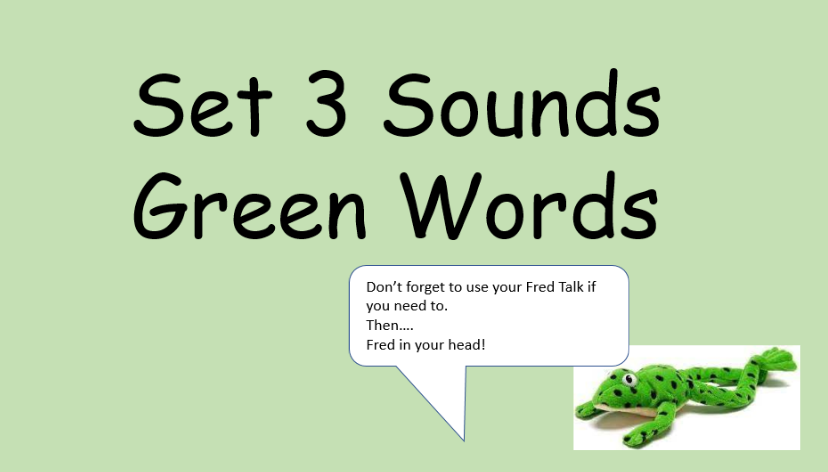 Set 3 Sounds
Green Words
Don’t forget to use your Fred Talk if
you need to.
Then….
Fred in your head!